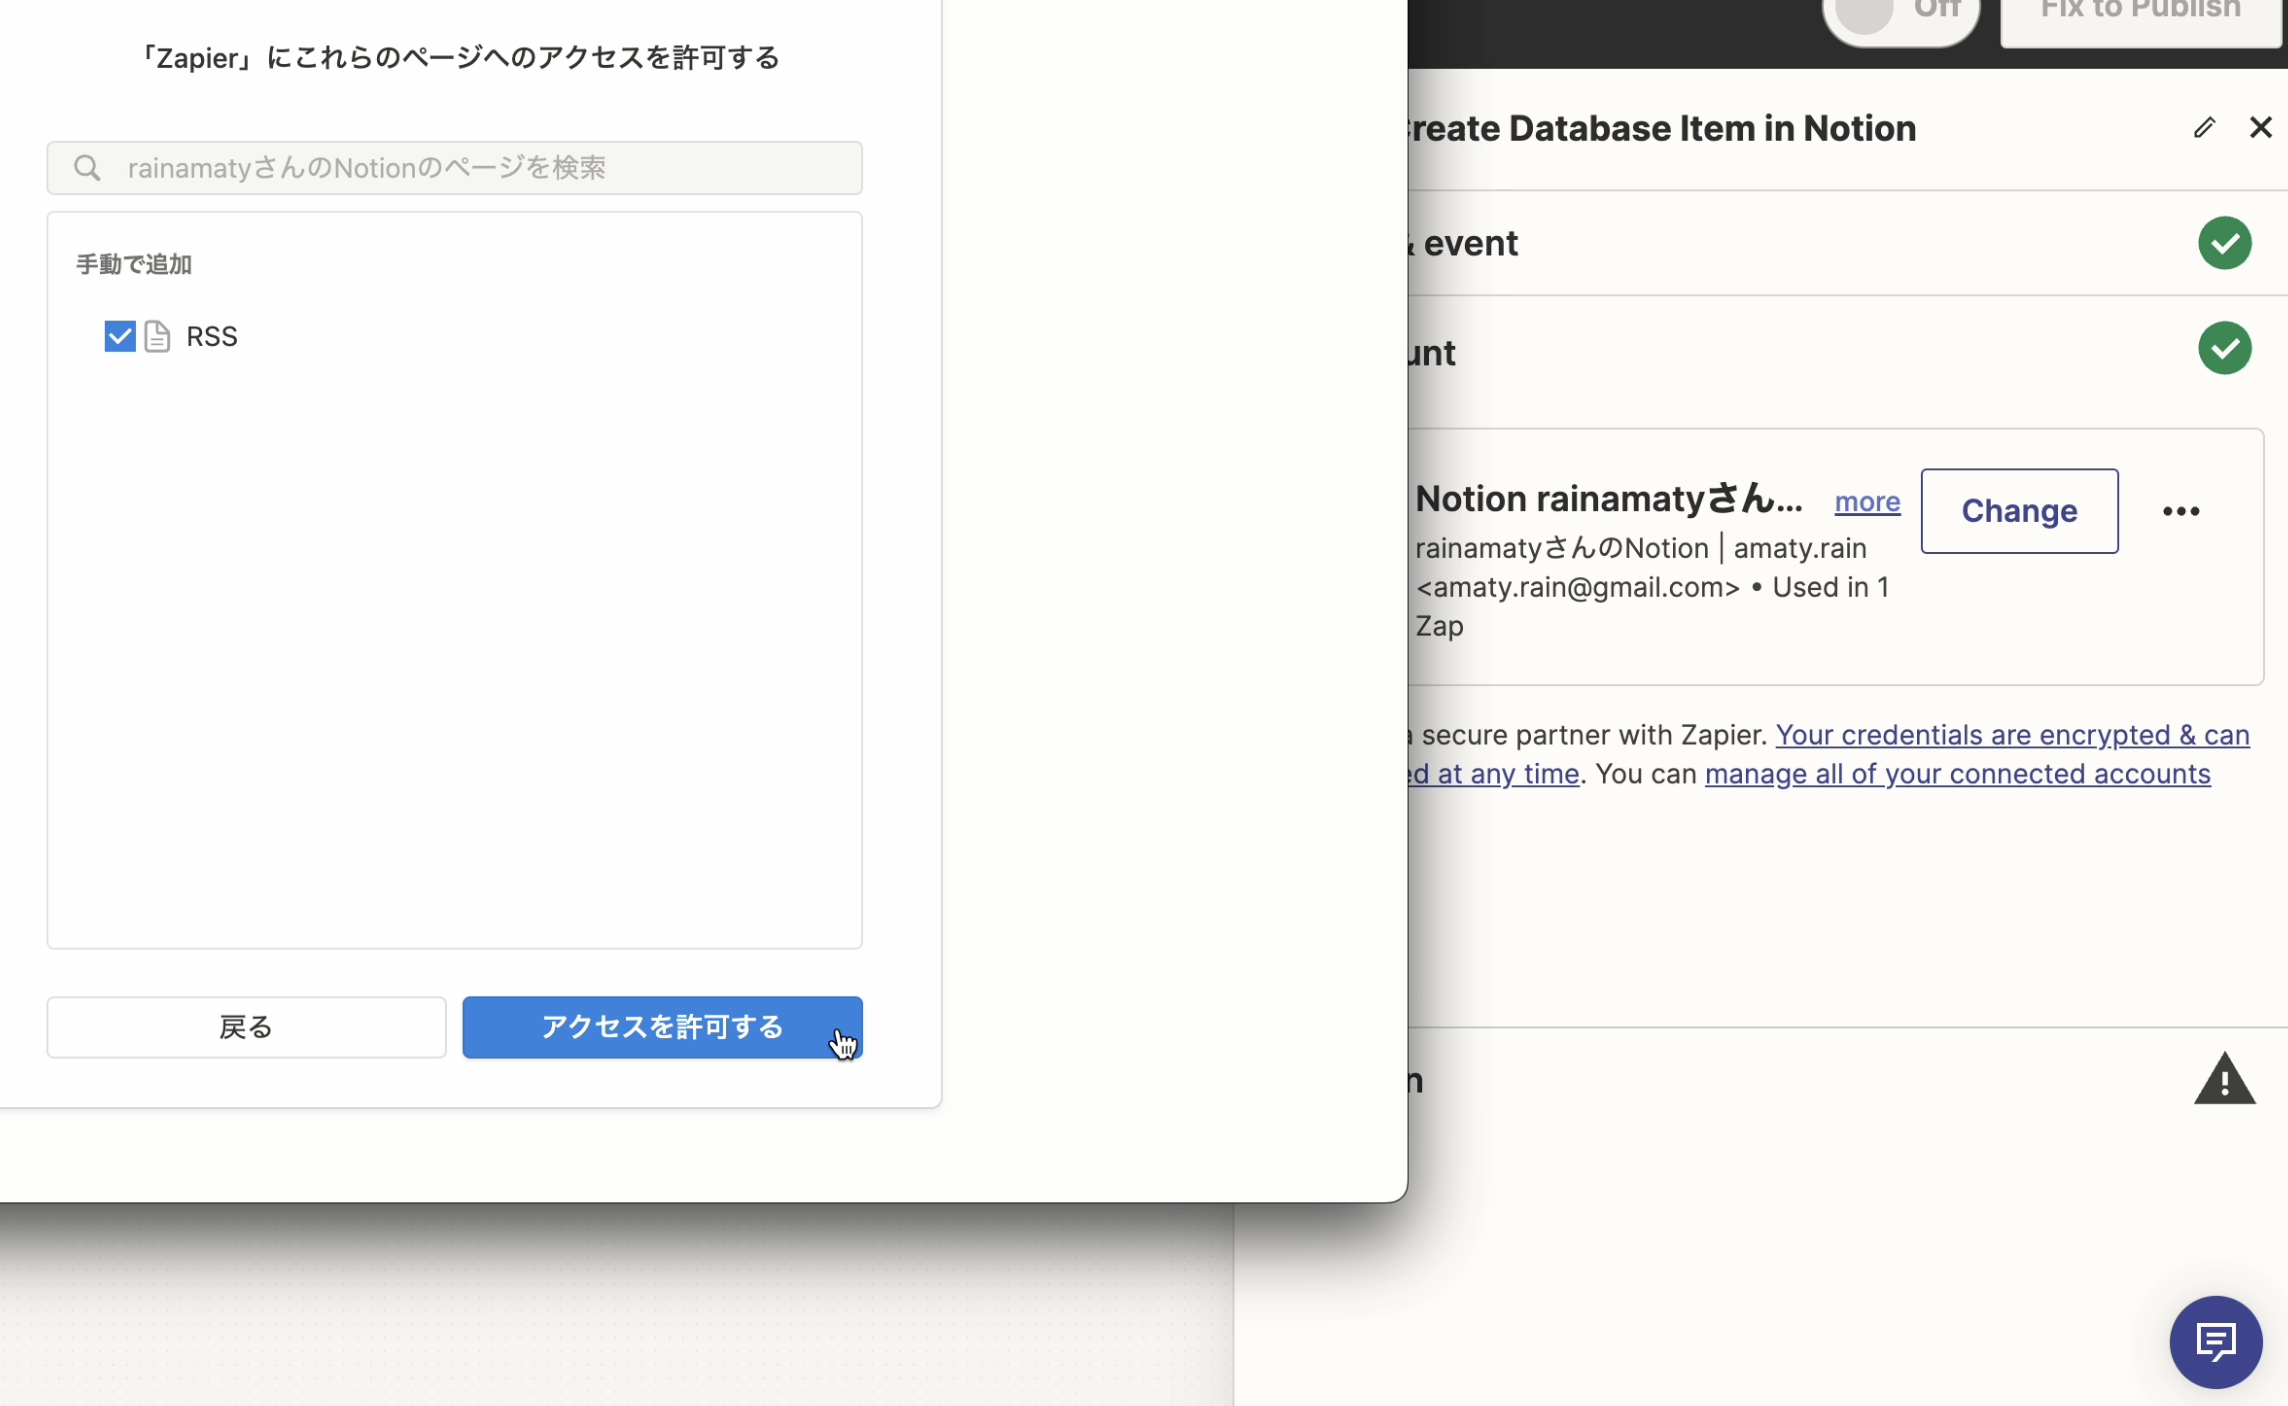 「Zapier」にこれらのページへのアクセスを許可する
rainamatyさんのNotionのページを検索
手動で追加
RSS
戻る
アクセスを許可する
Off
Fix to Publish
Create Database Item in Notion
& event
unt
Notion rainamatyさん... more
Change
rainamatyさんのNotion | amaty.rain
<amaty.rain@gmail.com> • Used in 1
Zap
a secure partner with Zapier. Your credentials are encrypted & can
ed at any time. You can manage all of your connected accounts
n